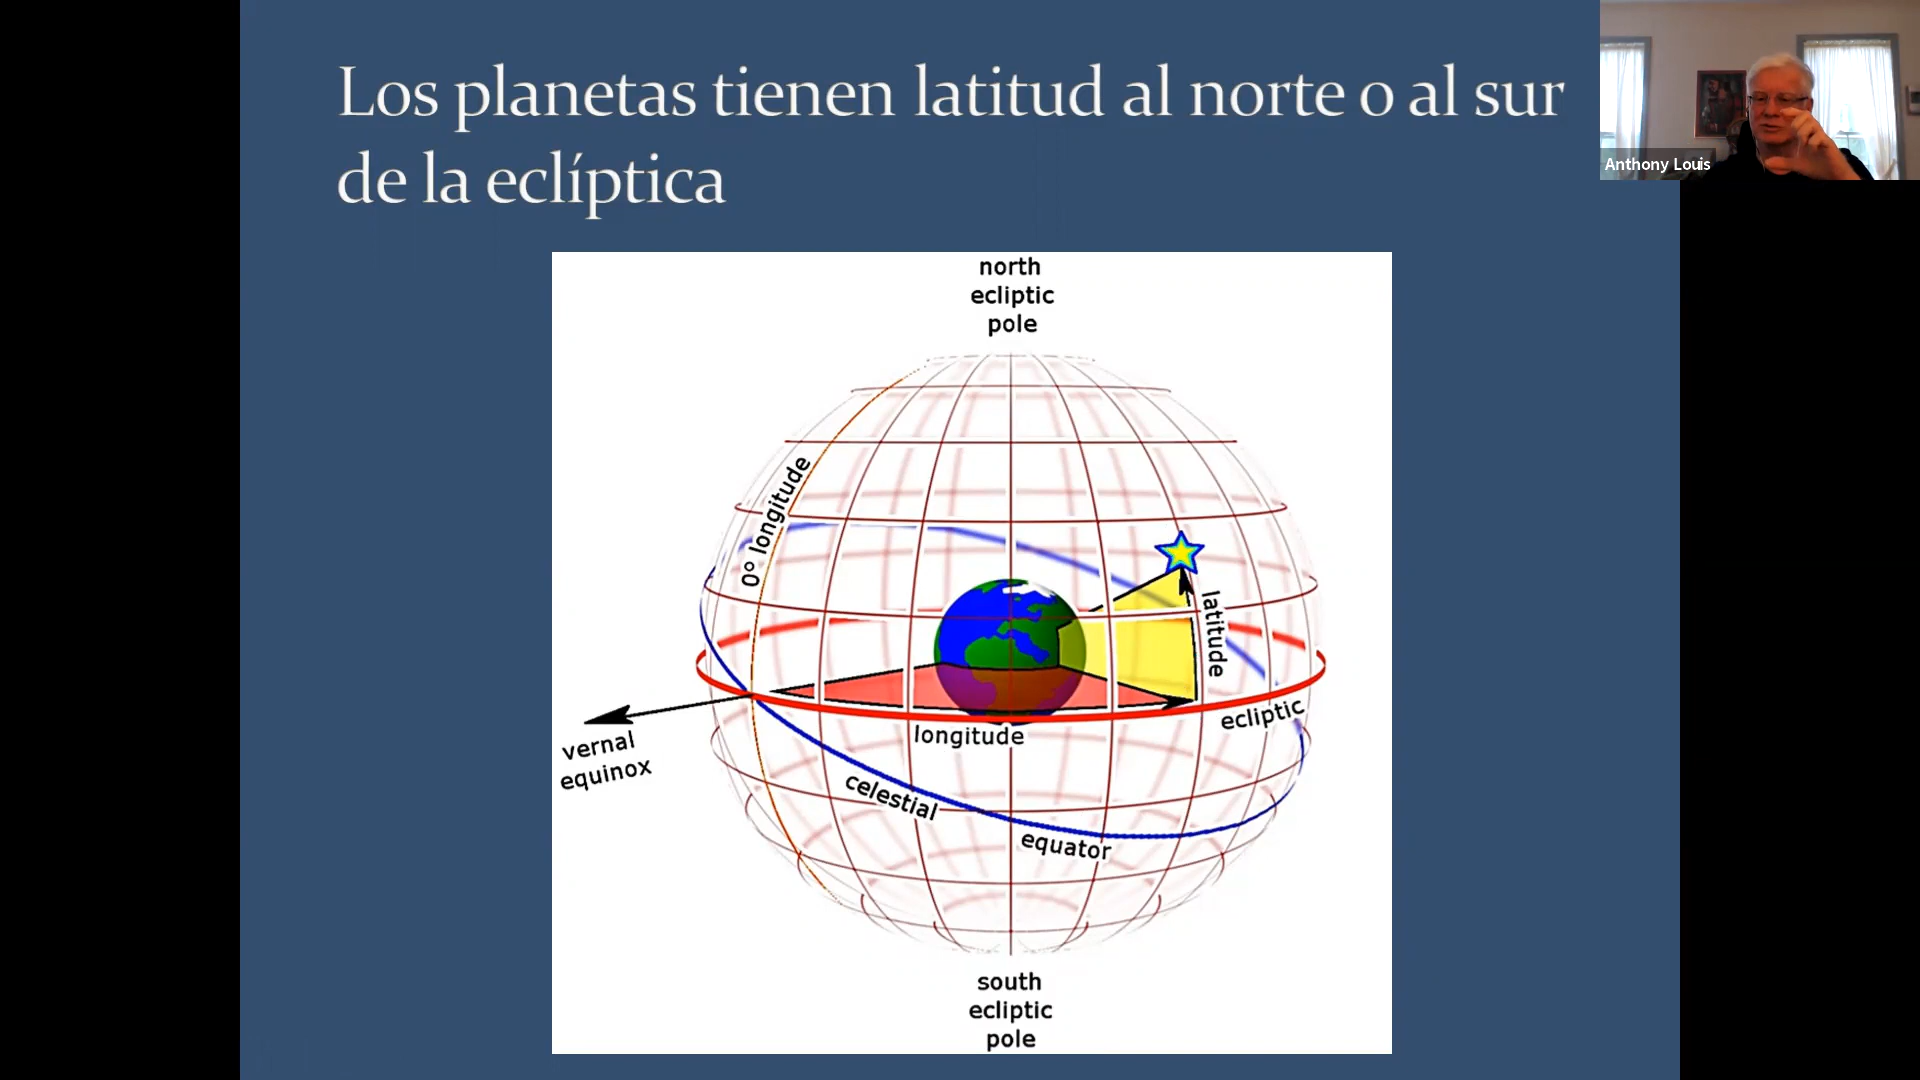 Los planetas tienen latitud al norte o al sur
de la eclíptica
Anthony Louis
north
ecliptic
pole
0° longitude
latitude
ecliptic
longitude
vernal
equinox
celestial
equator
south
ecliptic
pole